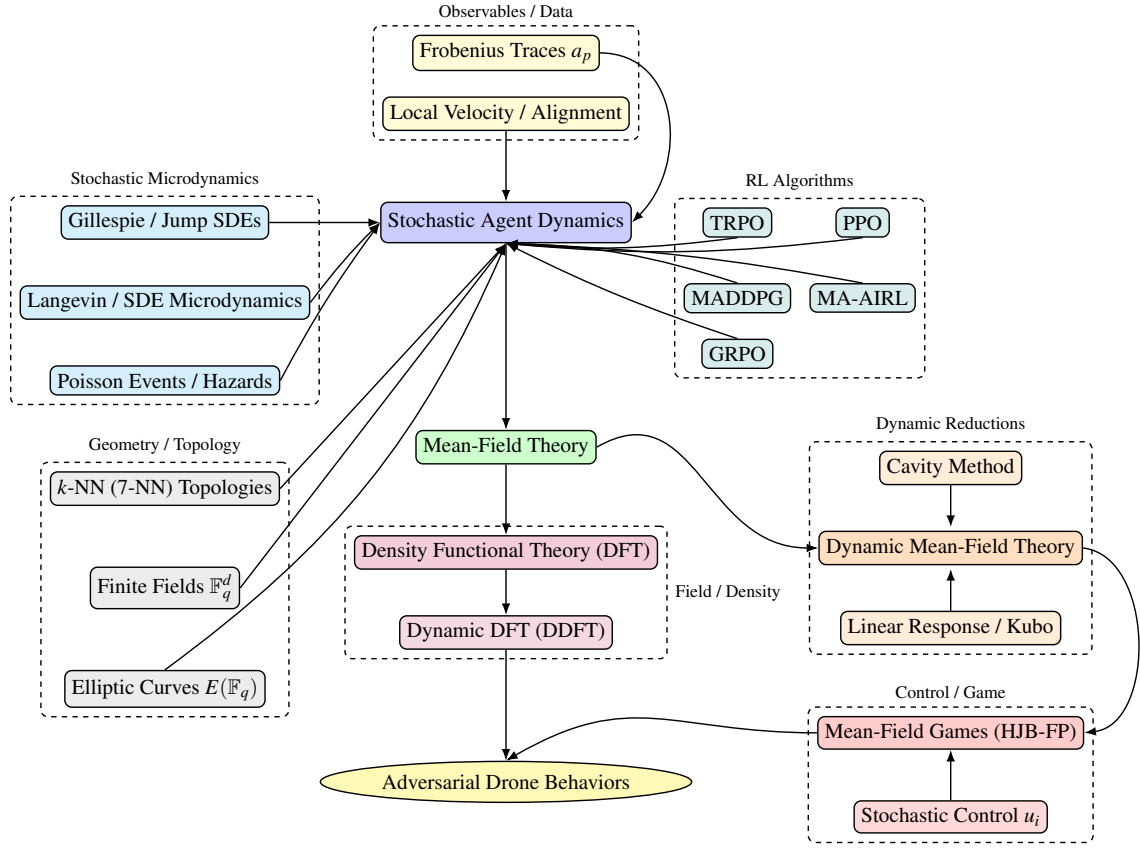 Observables / Data
Frobenius Traces a_p
Local Velocity / Alignment
Stochastic Microdynamics
Gillespie / Jump SDEs
Langevin / SDE Microdynamics
Poisson Events / Hazards
Stochastic Agent Dynamics
RL Algorithms
TRPO
PPO
MADDPG
MA-AIRL
GRPO
Geometry / Topology
k-NN (7-NN) Topologies
Finite Fields 𝔽_q^d
Elliptic Curves E(𝔽_q)
Mean-Field Theory
Density Functional Theory (DFT)
Dynamic DFT (DDFT)
Field / Density
Dynamic Reductions
Cavity Method
Dynamic Mean-Field Theory
Linear Response / Kubo
Control / Game
Mean-Field Games (HJB-FP)
Stochastic Control u_i
Adversarial Drone Behaviors